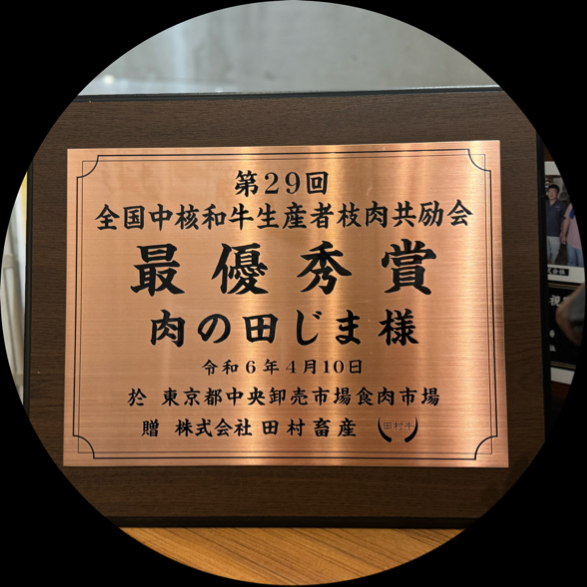 第29回
全国中核和牛生産者枝肉共励会
最優秀賞
肉の田じま様
令和6年4月10日
於 東京都中央卸売市場食肉市場
贈 株式会社 田村畜産 田村牛